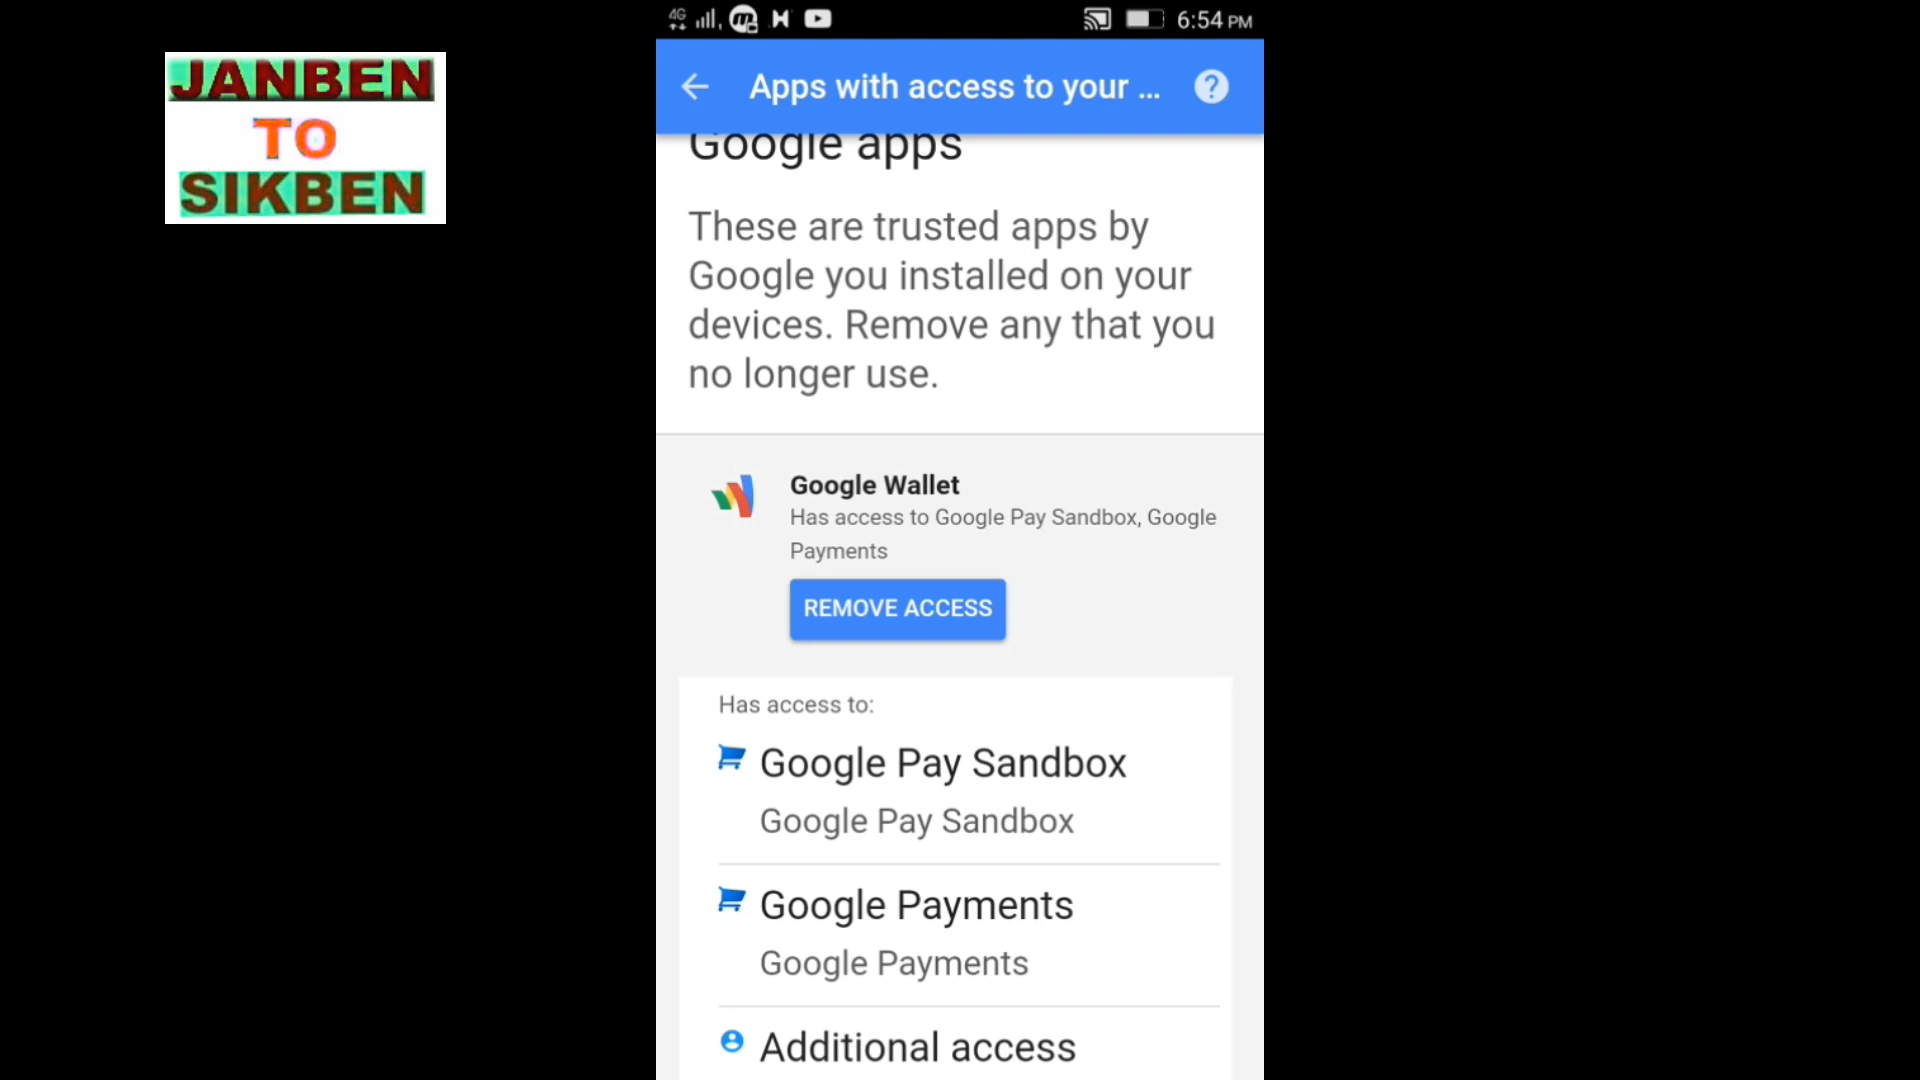 JANBEN
TO
SIKBEN
4G
6:54 PM
Apps with access to your ...
?
Google apps
These are trusted apps by
Google you installed on your
devices. Remove any that you
no longer use.
Google Wallet
Has access to Google Pay Sandbox, Google
Payments
REMOVE ACCESS
Has access to:
Google Pay Sandbox
Google Pay Sandbox
Google Payments
Google Payments
Additional access